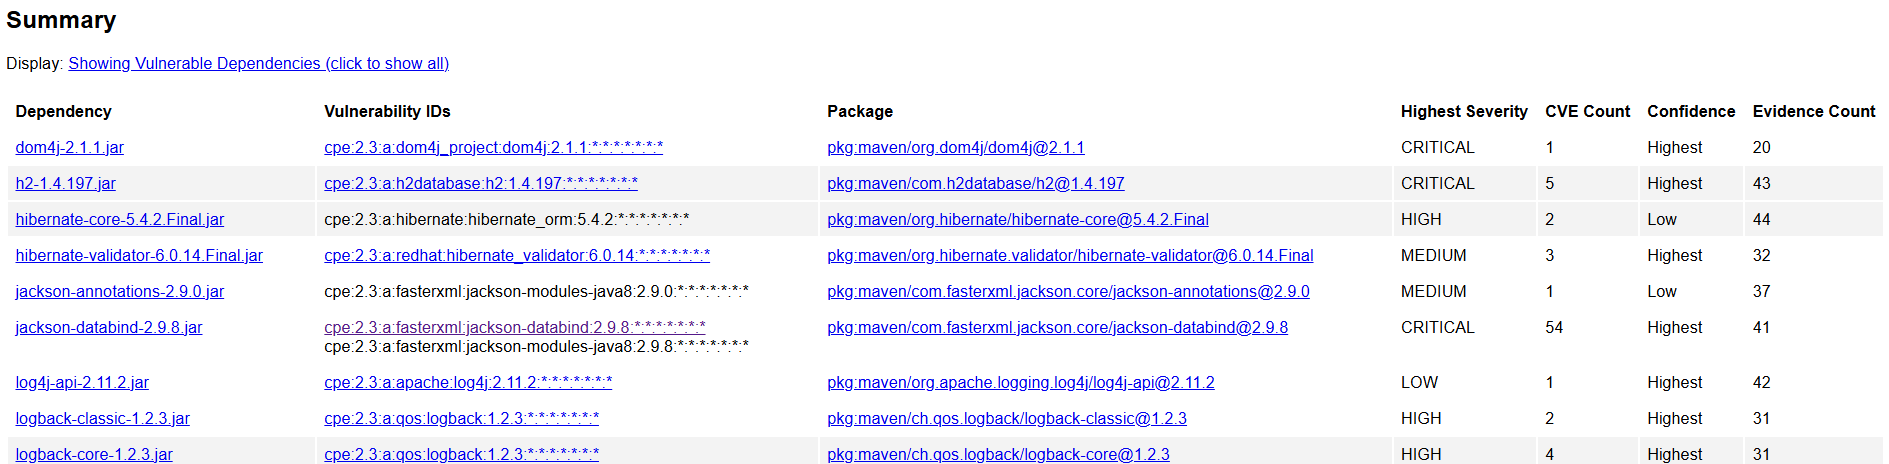 Summary
Display: Showing Vulnerable Dependencies (click to show all)
Dependency Vulnerability IDs Package Highest Severity CVE Count Confidence Evidence Count
dom4j-2.1.1.jar cpe:2.3:a:dom4j_project:dom4j:2.1.1:*:*:*:*:*:*:* pkg:maven/org.dom4j/dom4j@2.1.1 CRITICAL 1 Highest 20
h2-1.4.197.jar cpe:2.3:a:h2database:h2:1.4.197:*:*:*:*:*:*:* pkg:maven/com.h2database/h2@1.4.197 CRITICAL 5 Highest 43
hibernate-core-5.4.2.Final.jar cpe:2.3:a:hibernate:hibernate_orm:5.4.2:*:*:*:*:*:*:* pkg:maven/org.hibernate/hibernate-core@5.4.2.Final HIGH 2 Low 44
hibernate-validator-6.0.14.Final.jar cpe:2.3:a:redhat:hibernate_validator:6.0.14:*:*:*:*:*:*:* pkg:maven/org.hibernate.validator/hibernate-validator@6.0.14.Final MEDIUM 3 Highest 32
jackson-annotations-2.9.0.jar cpe:2.3:a:fasterxml:jackson-modules-java8:2.9.0:*:*:*:*:*:*:* pkg:maven/com.fasterxml.jackson.core/jackson-annotations@2.9.0 MEDIUM 1 Low 37
jackson-databind-2.9.8.jar cpe:2.3:a:fasterxml:jackson-databind:2.9.8:*:*:*:*:*:*:* pkg:maven/com.fasterxml.jackson.core/jackson-databind@2.9.8 CRITICAL 54 Highest 41
cpe:2.3:a:fasterxml:jackson-modules-java8:2.9.8:*:*:*:*:*:*:*
log4j-api-2.11.2.jar cpe:2.3:a:apache:log4j:2.11.2:*:*:*:*:*:*:* pkg:maven/org.apache.logging.log4j/log4j-api@2.11.2 LOW 1 Highest 42
logback-classic-1.2.3.jar cpe:2.3:a:qos:logback:1.2.3:*:*:*:*:*:*:* pkg:maven/ch.qos.logback/logback-classic@1.2.3 HIGH 2 Highest 31
logback-core-1.2.3.jar cpe:2.3:a:qos:logback:1.2.3:*:*:*:*:*:*:* pkg:maven/ch.qos.logback/logback-core@1.2.3 HIGH 4 Highest 31